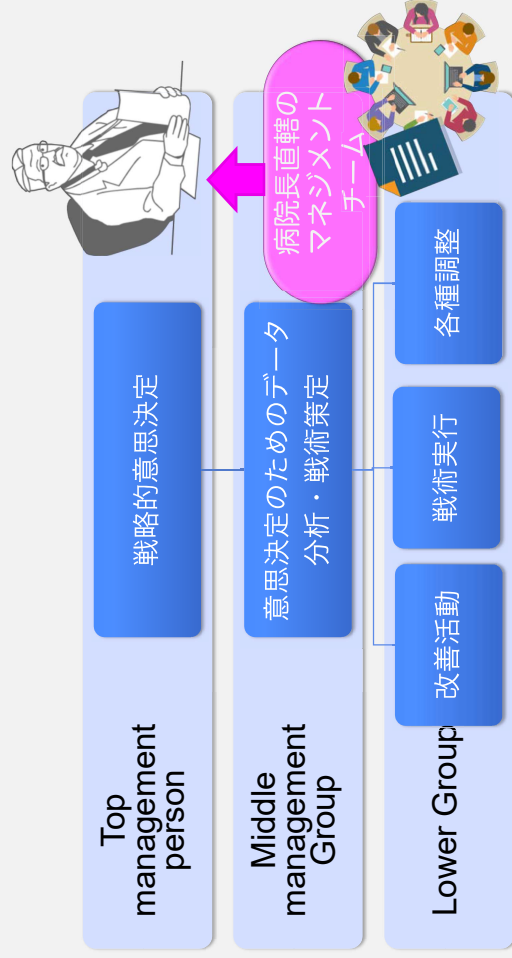 Top
management
person
戦略的意思決定
Middle
management
Group
意思決定のためのデータ
分析・戦術策定
病院長直轄の
マネジメント
チーム
Lower Group
改善活動
戦術実行
各種調整